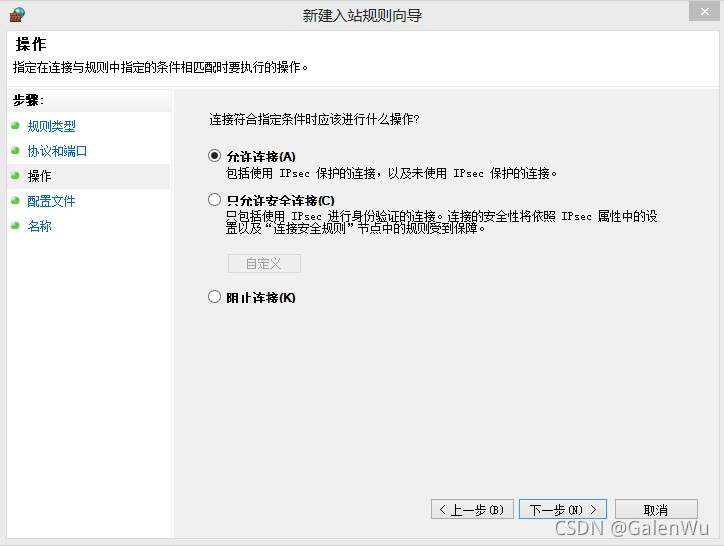 新建入站规则向导
操作
指定在连接与规则中指定的条件相匹配时要执行的操作。
步骤:
规则类型
协议和端口
操作
配置文件
名称
连接符合指定条件时应该进行什么操作?
允许连接(A)
包括使用 IPsec 保护的连接，以及未使用 IPsec 保护的连接。
只允许安全连接(C)
只包括使用 IPsec 进行身份验证的连接。连接的安全性将依照 IPsec 属性中的设
置以及“连接安全规则”节点中的规则受到保障。
自定义
阻止连接(K)
< 上一步(B)
下一步(N) >
取消
CSDN @GalenWu